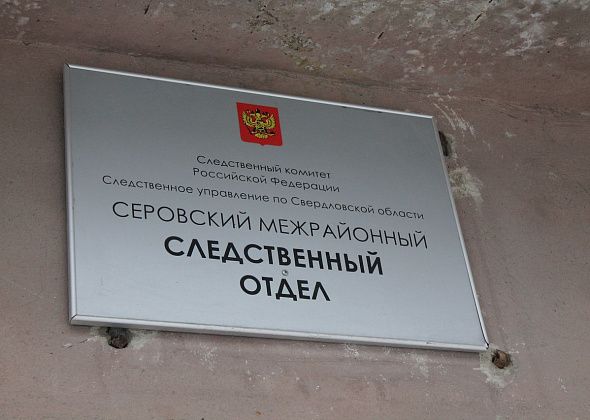 Следственный комитет
Российской Федерации
Следственное управление по Свердловской области
СЕРОВСКИЙ МЕЖРАЙОННЫЙ
СЛЕДСТВЕННЫЙ
ОТДЕЛ